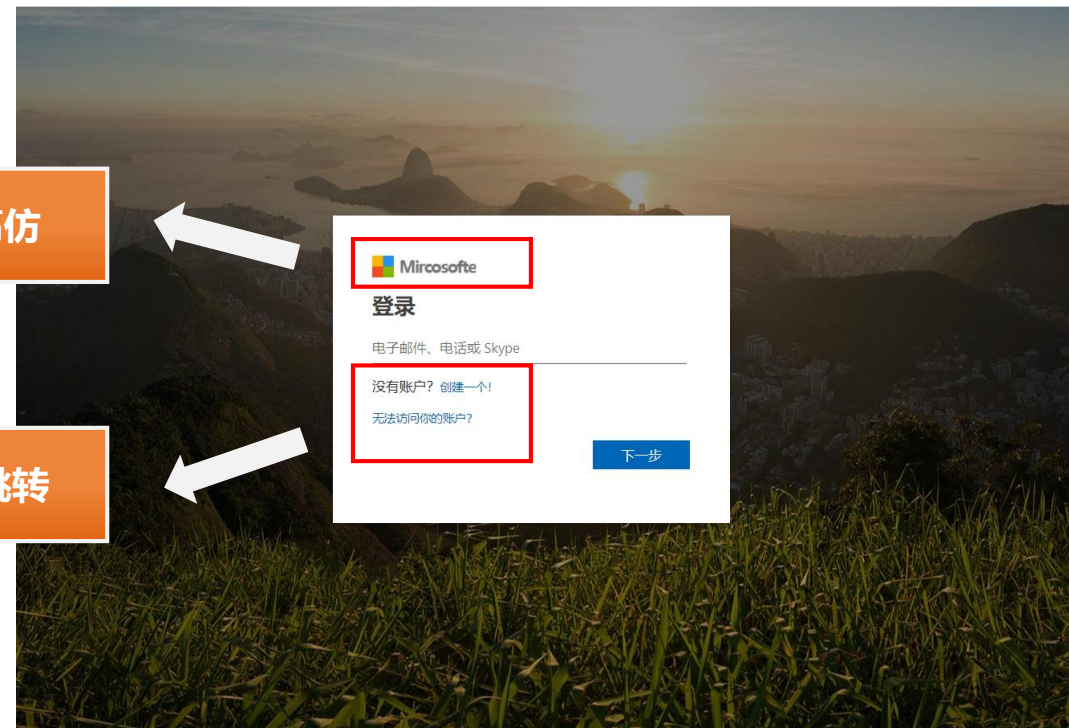 仿
Mircosofte
登录
电子邮件、电话或 Skype
没有账户？创建一个!
无法访问你的账户?
跳转
下一步